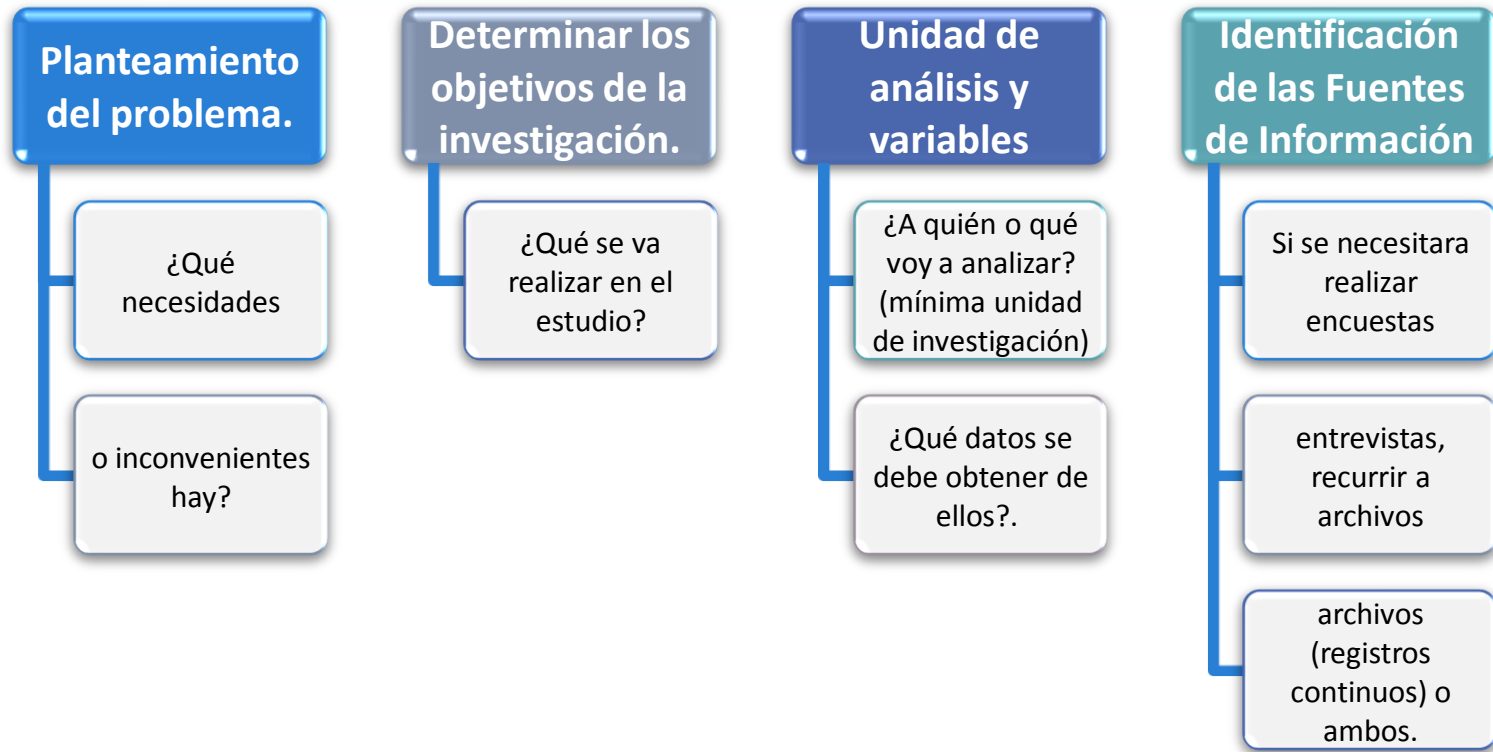 Planteamiento
del problema.
¿Qué
necesidades
o inconvenientes
hay?
Determinar los
objetivos de la
investigación.
¿Qué se va
realizar en el
estudio?
Unidad de
análisis y
variables
¿A quién o qué
voy a analizar?
(mínima unidad
de investigación)
¿Qué datos se
debe obtener de
ellos?.
Identificación
de las Fuentes
de Información
Si se necesitara
realizar
encuestas
entrevistas,
recurrir a
archivos
archivos
(registros
continuos) o
ambos.